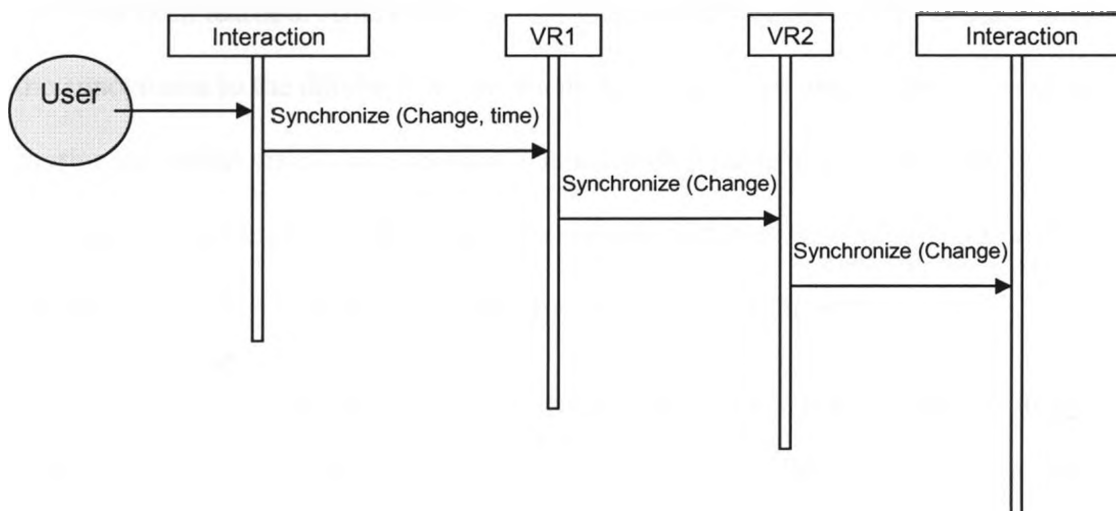 Interaction
VR1
VR2
Interaction
User
Synchronize (Change, time)
Synchronize (Change)
Synchronize (Change)